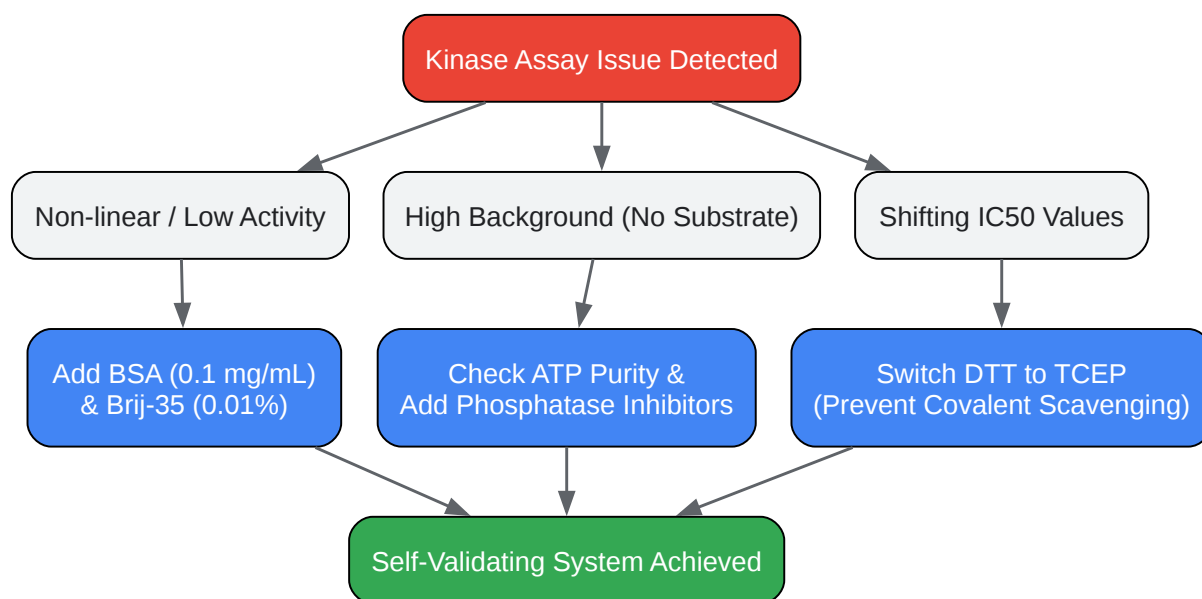 Kinase Assay Issue Detected
Non-linear / Low Activity
High Background (No Substrate)
Shifting IC50 Values
Add BSA (0.1 mg/mL)
& Brij-35 (0.01%)
Check ATP Purity &
Add Phosphatase Inhibitors
Switch DTT to TCEP
(Prevent Covalent Scavenging)
Self-Validating System Achieved